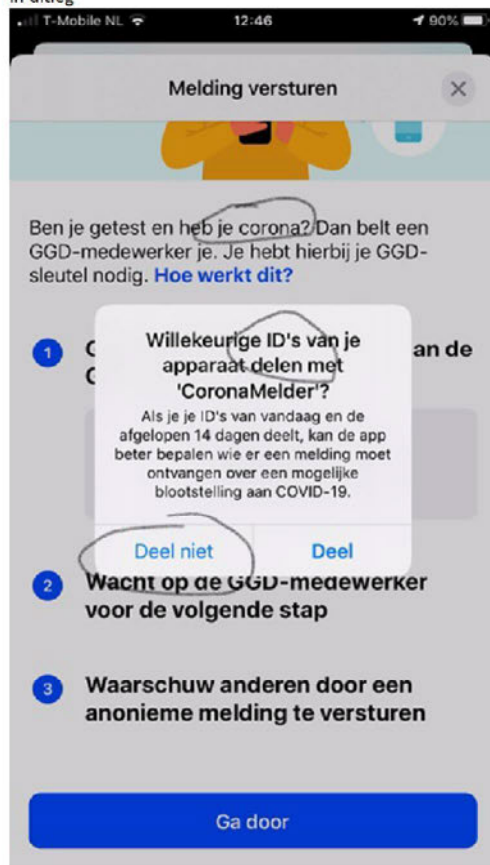 T-Mobile NL 12:46 90%
Melding versturen
Ben je getest en heb je corona? Dan belt een
GGD-medewerker je. Je hebt hierbij je GGD-
sleutel nodig. Hoe werkt dit?
Willekeurige ID's van je
1 G an de
apparaat delen met
'CoronaMelder'?
Als je je ID's van vandaag en de
afgelopen 14 dagen deelt, kan de app
beter bepalen wie er een melding moet
ontvangen over een mogelijke
blootstelling aan COVID-19.
Deel niet Deel
2 Wacht op de GGD-medewerker
voor de volgende stap
3 Waarschuw anderen door een
anonieme melding te versturen
Ga door